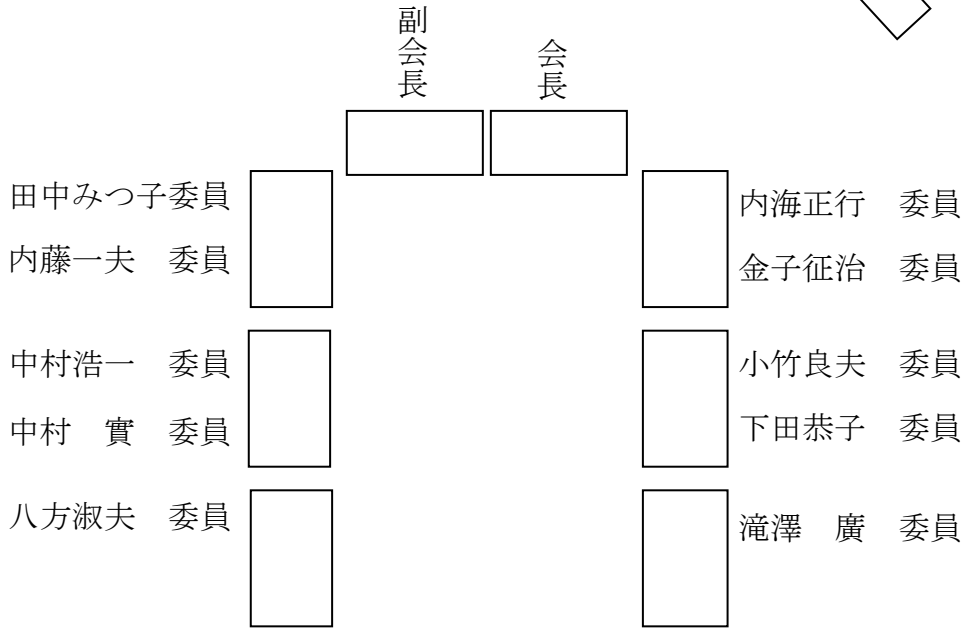 副会長
会長
田中みつ子委員
内藤一夫　委員
中村浩一　委員
中村　實　委員
八方淑夫　委員
内海正行　委員
金子征治　委員
小竹良夫　委員
下田恭子　委員
滝澤　廣　委員